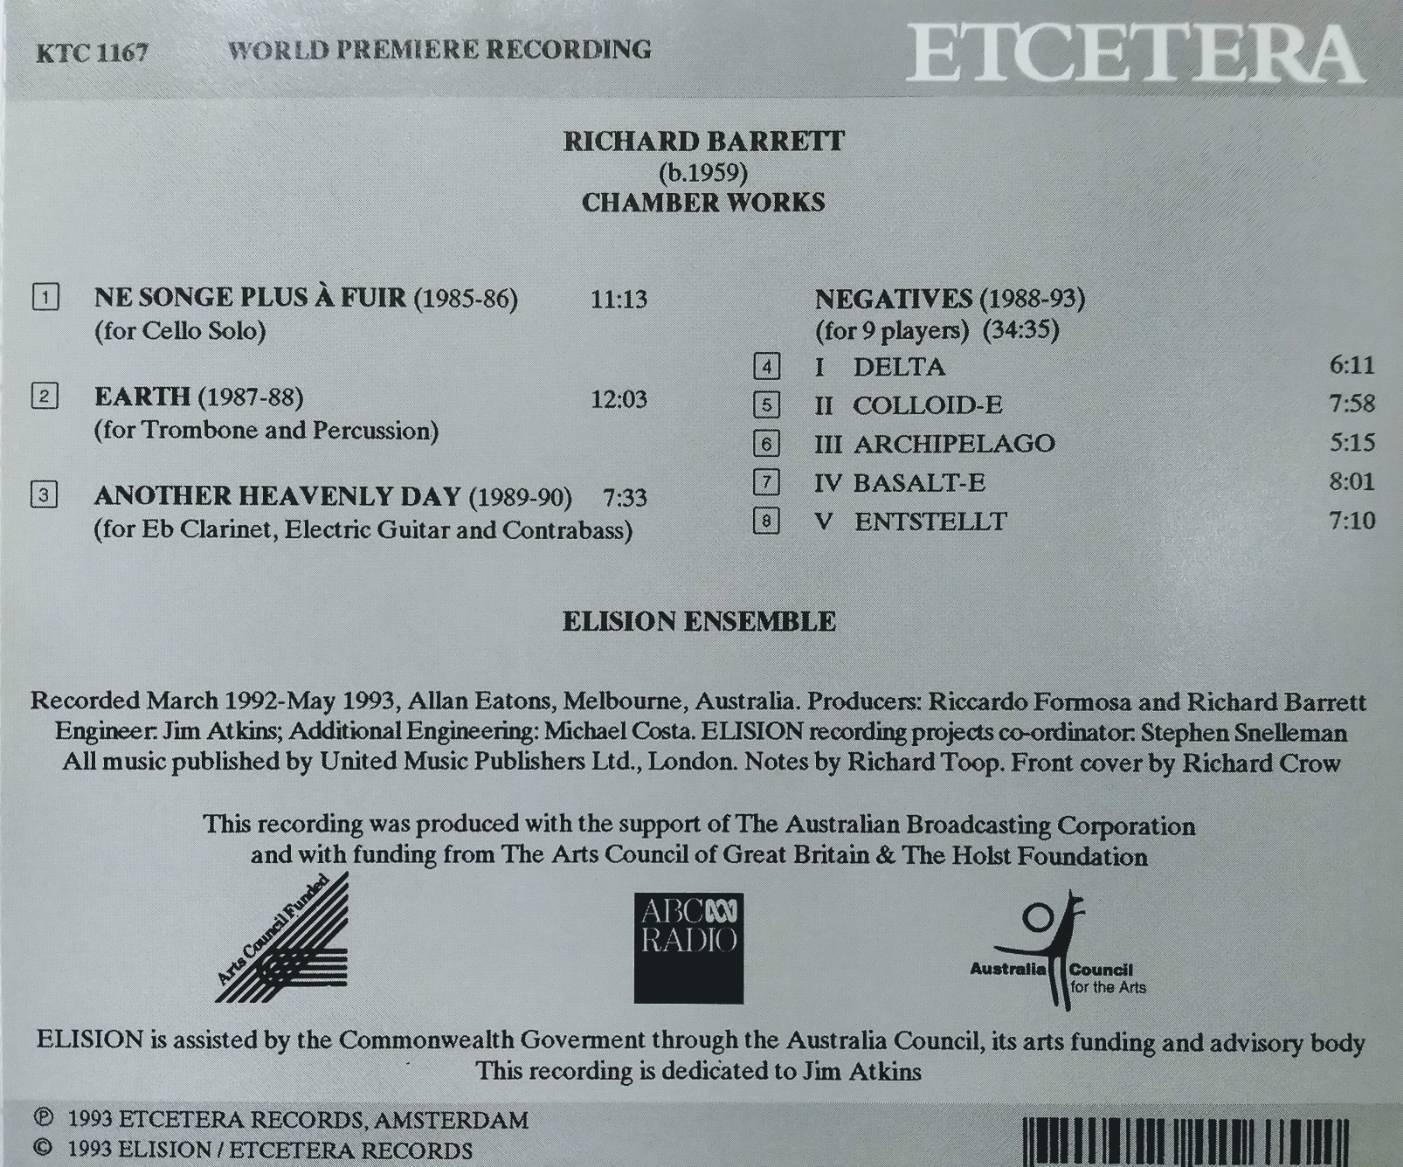 KTC 1167 WORLD PREMIERE RECORDING ETCETERA
RICHARD BARRETT
(b.1959)
CHAMBER WORKS
1 NE SONGE PLUS À FUIR (1985-86) 11:13
(for Cello Solo)
2 EARTH (1987-88) 12:03
(for Trombone and Percussion)
3 ANOTHER HEAVENLY DAY (1989-90) 7:33
(for Eb Clarinet, Electric Guitar and Contrabass)
NEGATIVES (1988-93)
(for 9 players) (34:35)
4 I DELTA 6:11
5 II COLLOID-E 7:58
6 III ARCHIPELAGO 5:15
7 IV BASALT-E 8:01
8 V ENTSTELLT 7:10
ELISION ENSEMBLE
Recorded March 1992-May 1993, Allan Eatons, Melbourne, Australia. Producers: Riccardo Formosa and Richard Barrett
Engineer: Jim Atkins; Additional Engineering: Michael Costa. ELISION recording projects co-ordinator: Stephen Snelleman
All music published by United Music Publishers Ltd., London. Notes by Richard Toop. Front cover by Richard Crow
This recording was produced with the support of The Australian Broadcasting Corporation
and with funding from The Arts Council of Great Britain & The Holst Foundation
Arts Council Funded
ABC
RADIO
Australia Council
for the Arts
ELISION is assisted by the Commonwealth Goverment through the Australia Council, its arts funding and advisory body
This recording is dedicated to Jim Atkins
℗ 1993 ETCETERA RECORDS, AMSTERDAM
© 1993 ELISION / ETCETERA RECORDS